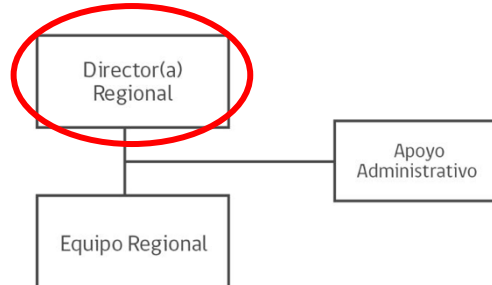 Director(a)
Regional
Apoyo
Administrativo
Equipo Regional